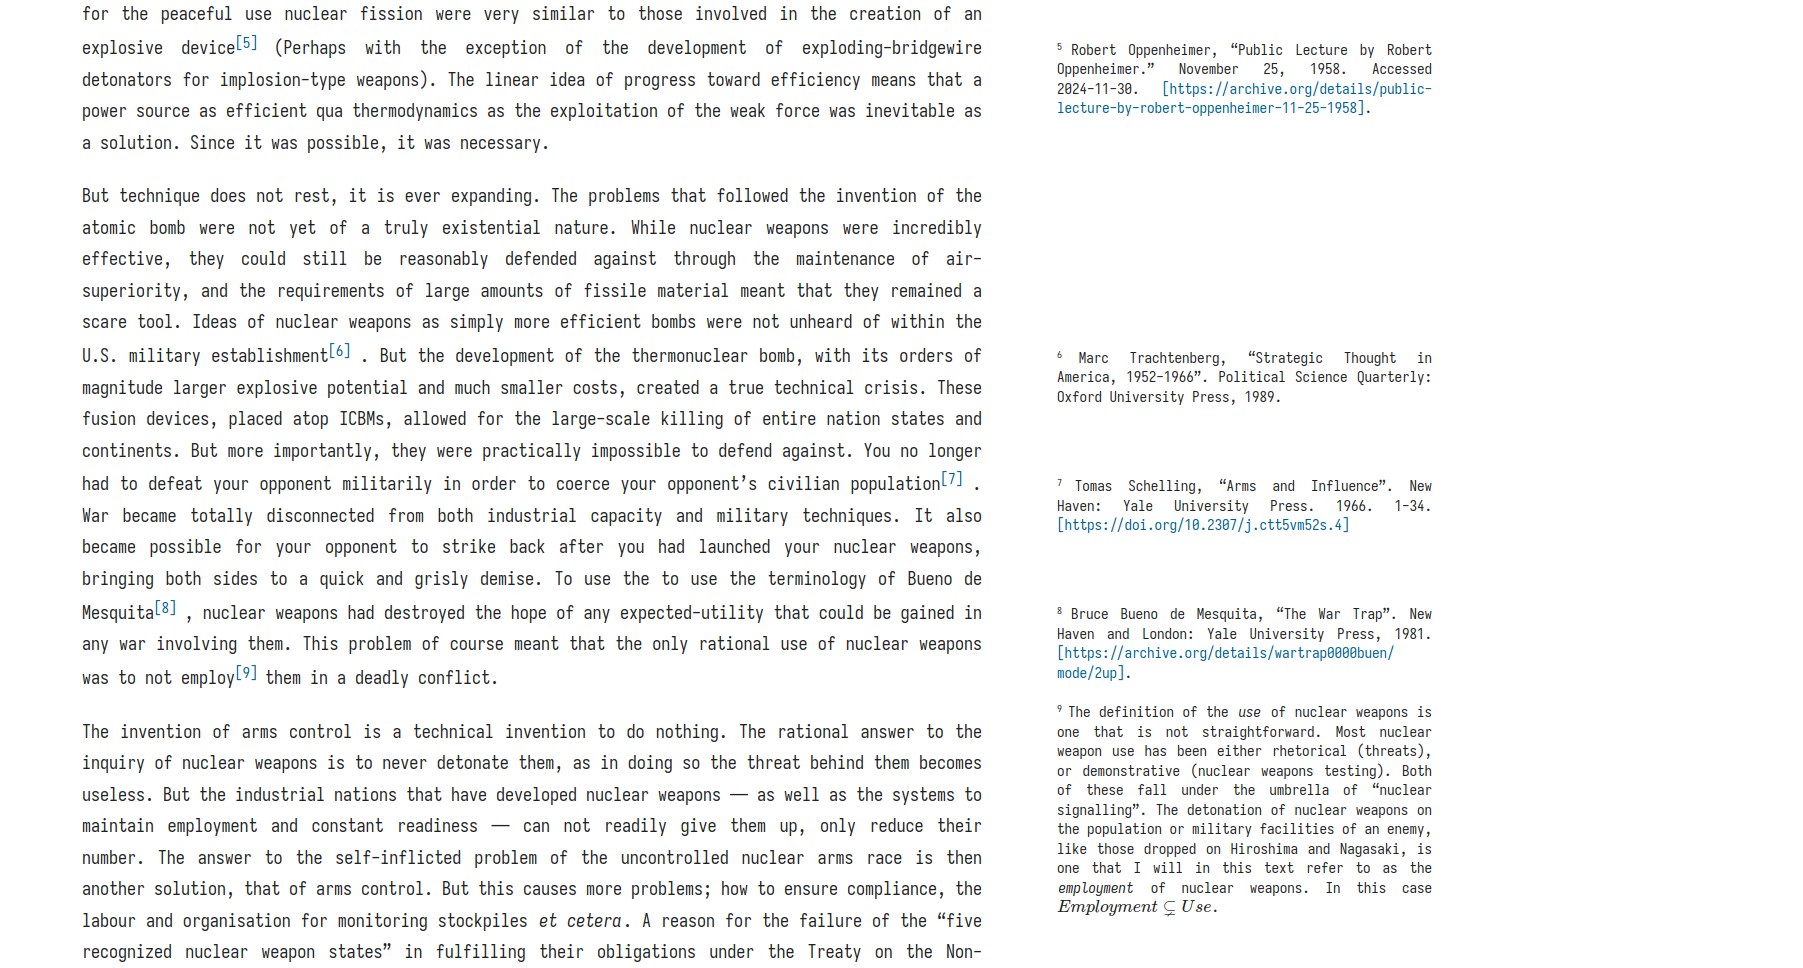 for the peaceful use nuclear fission were very similar to those involved in the creation of an
explosive device[5] (Perhaps with the exception of the development of exploding-bridgewire
detonators for implosion-type weapons). The linear idea of progress toward efficiency means that a
power source as efficient qua thermodynamics as the exploitation of the weak force was inevitable as
a solution. Since it was possible, it was necessary.
But technique does not rest, it is ever expanding. The problems that followed the invention of the
atomic bomb were not yet of a truly existential nature. While nuclear weapons were incredibly
effective, they could still be reasonably defended against through the maintenance of air-
superiority, and the requirements of large amounts of fissile material meant that they remained a
scare tool. Ideas of nuclear weapons as simply more efficient bombs were not unheard of within the
U.S. military establishment[6] . But the development of the thermonuclear bomb, with its orders of
magnitude larger explosive potential and much smaller costs, created a true technical crisis. These
fusion devices, placed atop ICBMs, allowed for the large-scale killing of entire nation states and
continents. But more importantly, they were practically impossible to defend against. You no longer
had to defeat your opponent militarily in order to coerce your opponent’s civilian population[7] .
War became totally disconnected from both industrial capacity and military techniques. It also
became possible for your opponent to strike back after you had launched your nuclear weapons,
bringing both sides to a quick and grisly demise. To use the to use the terminology of Bueno de
Mesquita[8] , nuclear weapons had destroyed the hope of any expected-utility that could be gained in
any war involving them. This problem of course meant that the only rational use of nuclear weapons
was to not employ[9] them in a deadly conflict.
The invention of arms control is a technical invention to do nothing. The rational answer to the
inquiry of nuclear weapons is to never detonate them, as in doing so the threat behind them becomes
useless. But the industrial nations that have developed nuclear weapons — as well as the systems to
maintain employment and constant readiness — can not readily give them up, only reduce their
number. The answer to the self-inflicted problem of the uncontrolled nuclear arms race is then
another solution, that of arms control. But this causes more problems; how to ensure compliance, the
labour and organisation for monitoring stockpiles et cetera. A reason for the failure of the “five
recognized nuclear weapon states” in fulfilling their obligations under the Treaty on the Non-
5 Robert Oppenheimer, “Public Lecture by Robert
Oppenheimer.” November 25, 1958. Accessed
2024-11-30. [https://archive.org/details/public-
lecture-by-robert-oppenheimer-11-25-1958].
6 Marc Trachtenberg, “Strategic Thought in
America, 1952-1966”. Political Science Quarterly:
Oxford University Press, 1989.
7 Tomas Schelling, “Arms and Influence”. New
Haven: Yale University Press. 1966. 1-34.
[https://doi.org/10.2307/j.ctt5vm52s.4]
8 Bruce Bueno de Mesquita, “The War Trap”. New
Haven and London: Yale University Press, 1981.
[https://archive.org/details/wartrap0000buen/
mode/2up].
9 The definition of the use of nuclear weapons is
one that is not straightforward. Most nuclear
weapon use has been either rhetorical (threats),
or demonstrative (nuclear weapons testing). Both
of these fall under the umbrella of “nuclear
signalling”. The detonation of nuclear weapons on
the population or military facilities of an enemy,
like those dropped on Hiroshima and Nagasaki, is
one that I will in this text refer to as the
employment of nuclear weapons. In this case
Employment ⊊ Use.